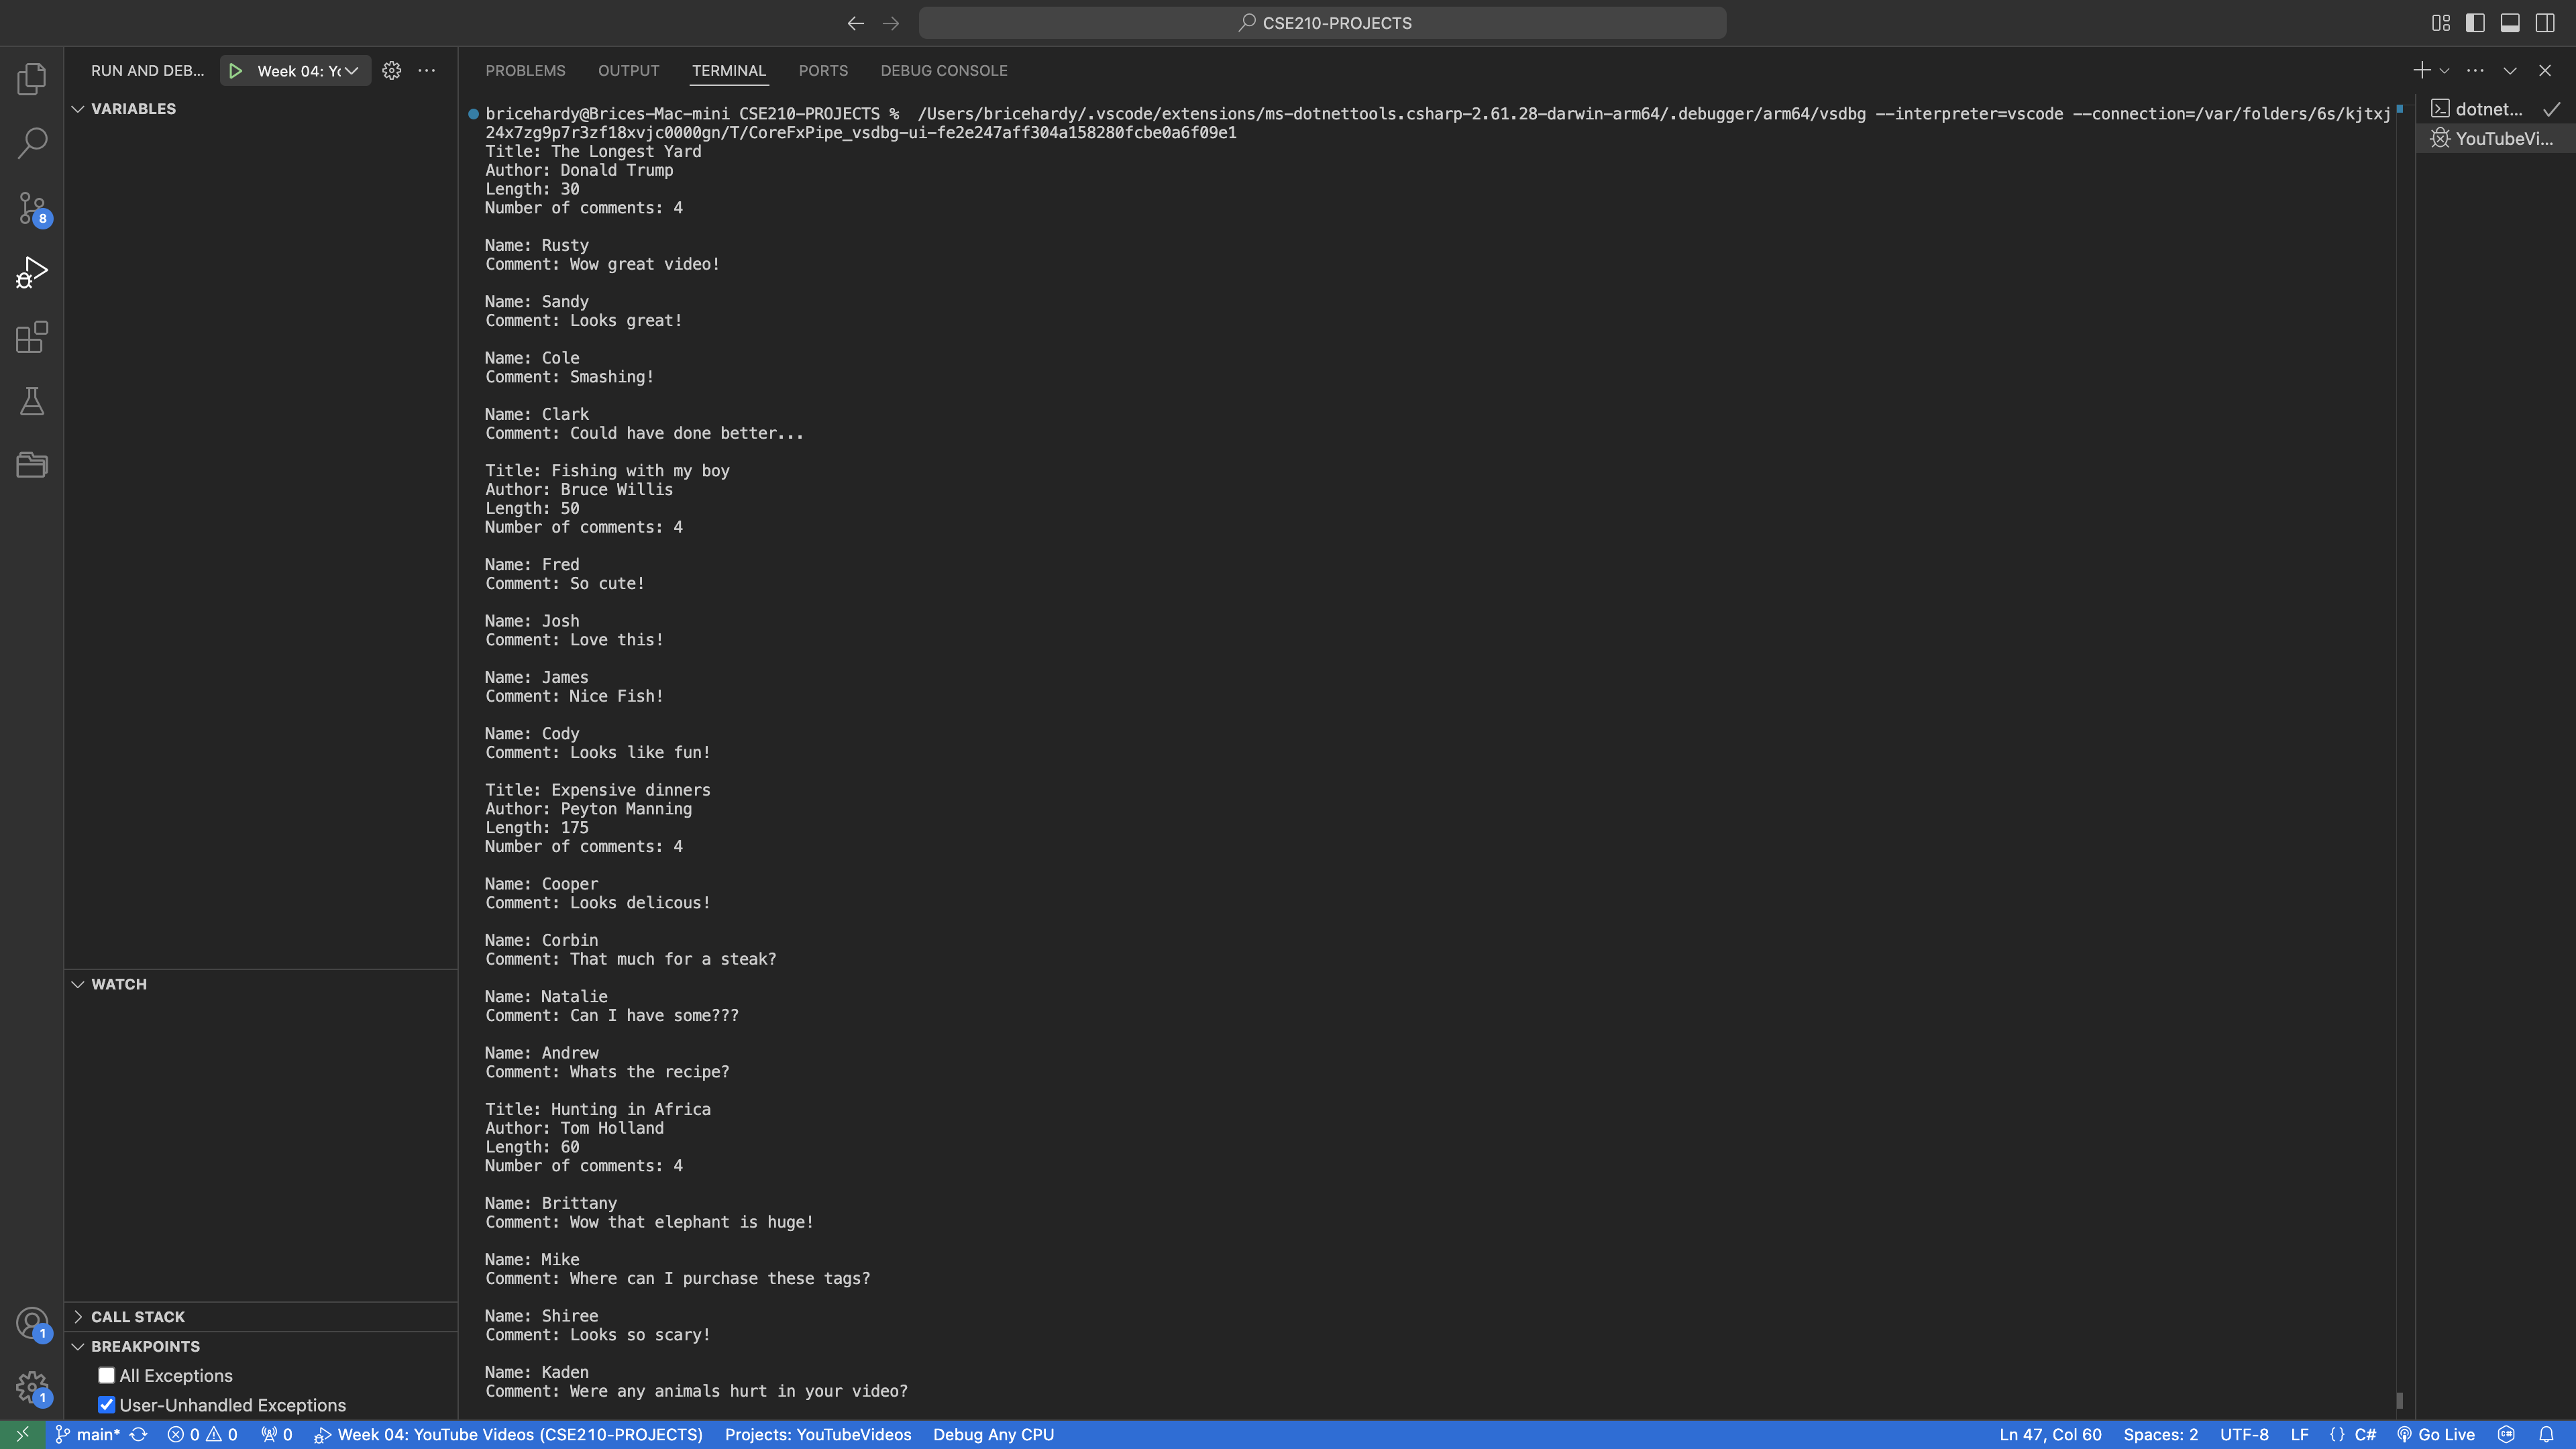 CSE210-PROJECTS
RUN AND DEB...
Week 04: Yo
VARIABLES
WATCH
CALL STACK
BREAKPOINTS
All Exceptions
User-Unhandled Exceptions
8
1
1
PROBLEMS OUTPUT TERMINAL PORTS DEBUG CONSOLE
bricehardy@Brices-Mac-mini CSE210-PROJECTS % /Users/bricehardy/.vscode/extensions/ms-dotnettools.csharp-2.61.28-darwin-arm64/.debugger/arm64/vsdbg --interpreter=vscode --connection=/var/folders/6s/kjtxj
24x7zg9p7r3zf18xvjc0000gn/T/CoreFxPipe_vsdbg-ui-fe2e247aff304a158280fcbe0a6f09e1
Title: The Longest Yard
Author: Donald Trump
Length: 30
Number of comments: 4
Name: Rusty
Comment: Wow great video!
Name: Sandy
Comment: Looks great!
Name: Cole
Comment: Smashing!
Name: Clark
Comment: Could have done better...
Title: Fishing with my boy
Author: Bruce Willis
Length: 50
Number of comments: 4
Name: Fred
Comment: So cute!
Name: Josh
Comment: Love this!
Name: James
Comment: Nice Fish!
Name: Cody
Comment: Looks like fun!
Title: Expensive dinners
Author: Peyton Manning
Length: 175
Number of comments: 4
Name: Cooper
Comment: Looks delicous!
Name: Corbin
Comment: That much for a steak?
Name: Natalie
Comment: Can I have some???
Name: Andrew
Comment: Whats the recipe?
Title: Hunting in Africa
Author: Tom Holland
Length: 60
Number of comments: 4
Name: Brittany
Comment: Wow that elephant is huge!
Name: Mike
Comment: Where can I purchase these tags?
Name: Shiree
Comment: Looks so scary!
Name: Kaden
Comment: Were any animals hurt in your video?
dotnet...
YouTubeVi...
main* 0 0 0 Week 04: YouTube Videos (CSE210-PROJECTS) Projects: YouTubeVideos Debug Any CPU Ln 47, Col 60 Spaces: 2 UTF-8 LF {} C# Go Live